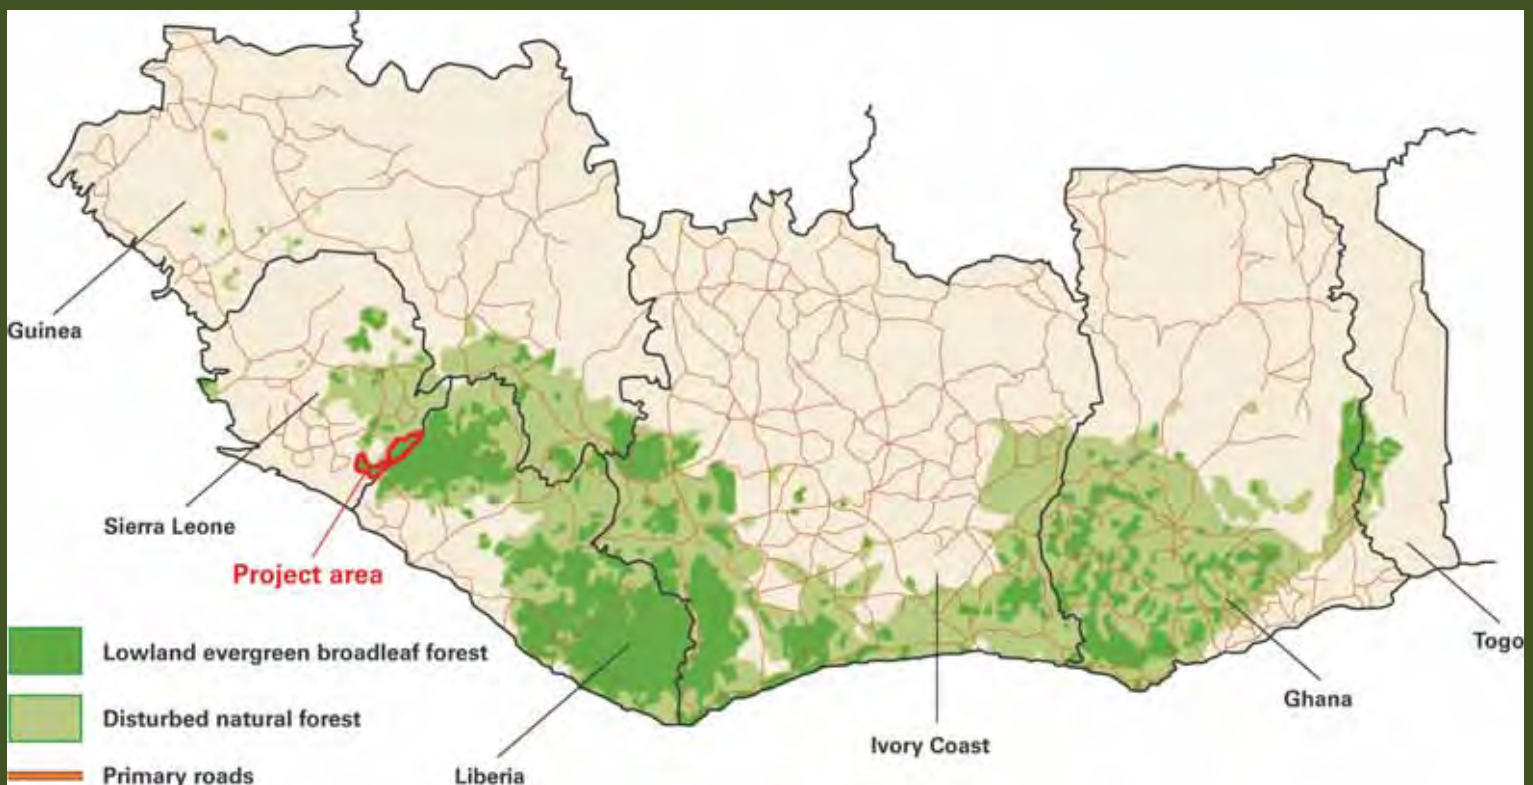 Guinea
Sierra Leone
Project area
Lowland evergreen broadleaf forest
Disturbed natural forest
Primary roads
Liberia
Ivory Coast
Ghana
Togo